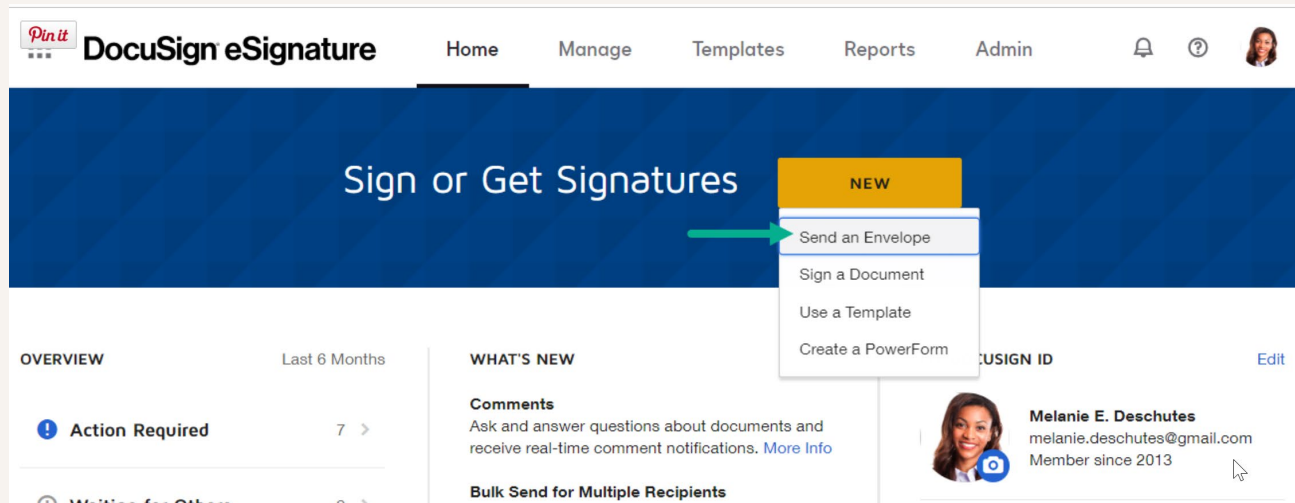 Pin it
DocuSign eSignature
Home
Manage
Templates
Reports
Admin
Sign or Get Signatures
NEW
Send an Envelope
Sign a Document
Use a Template
Create a PowerForm
OVERVIEW
Last 6 Months
Action Required
7
WHAT'S NEW
Comments
Ask and answer questions about documents and
receive real-time comment notifications. More Info
Bulk Send for Multiple Recipients
CUSIGN ID
Edit
Melanie E. Deschutes
melanie.deschutes@gmail.com
Member since 2013